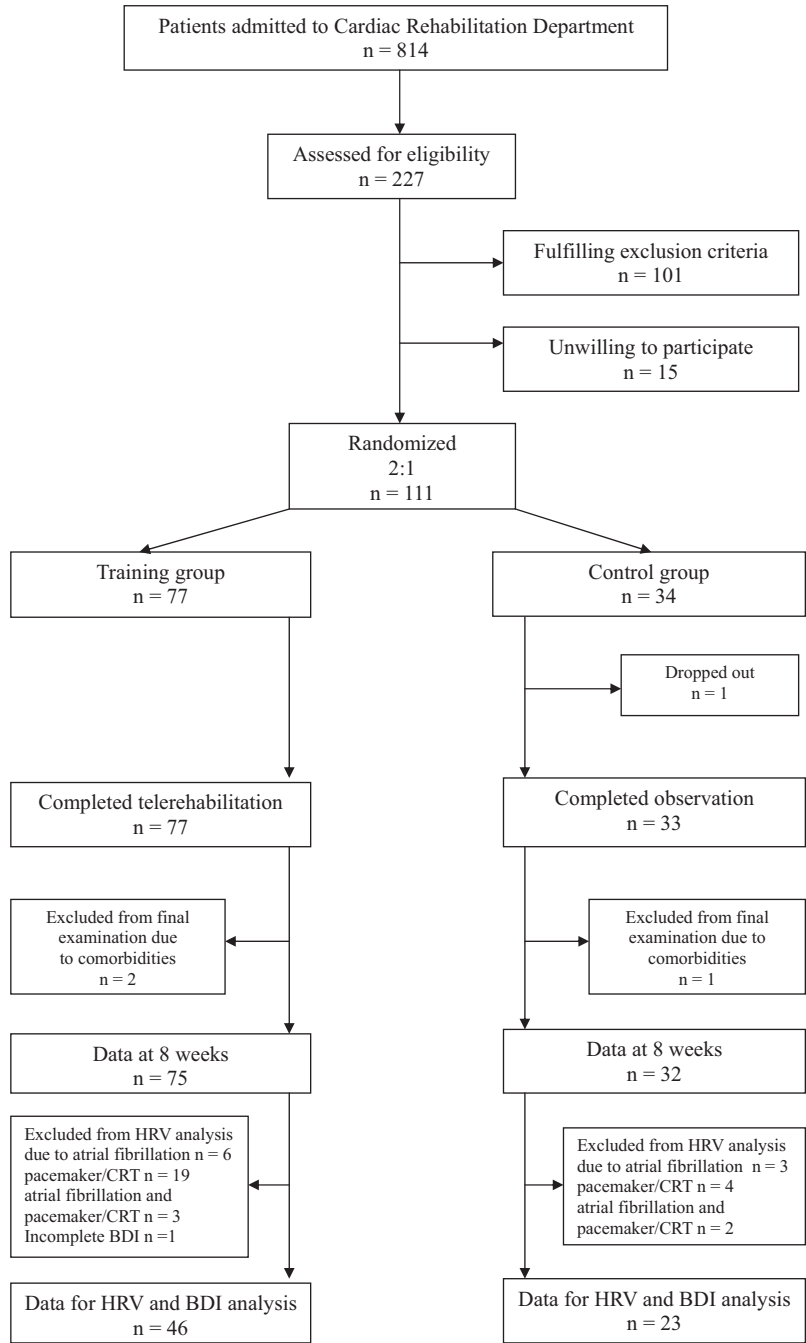 Patients admitted to Cardiac Rehabilitation Department
n = 814
Assessed for eligibility
n = 227
Fulfilling exclusion criteria
n = 101
Unwilling to participate
n = 15
Randomized
2:1
n = 111
Training group
n = 77
Control group
n = 34
Dropped out
n = 1
Completed telerehabilitation
n = 77
Completed observation
n = 33
Excluded from final
examination due
to comorbidities
n = 2
Excluded from final
examination due to
comorbidities
n = 1
Data at 8 weeks
n = 75
Data at 8 weeks
n = 32
Excluded from HRV analysis
due to atrial fibrillation n = 6
pacemaker/CRT n = 19
atrial fibrillation and
pacemaker/CRT n = 3
Incomplete BDI n =1
Excluded from HRV analysis
due to atrial fibrillation n = 3
pacemaker/CRT n = 4
atrial fibrillation and
pacemaker/CRT n = 2
Data for HRV and BDI analysis
n = 46
Data for HRV and BDI analysis
n = 23